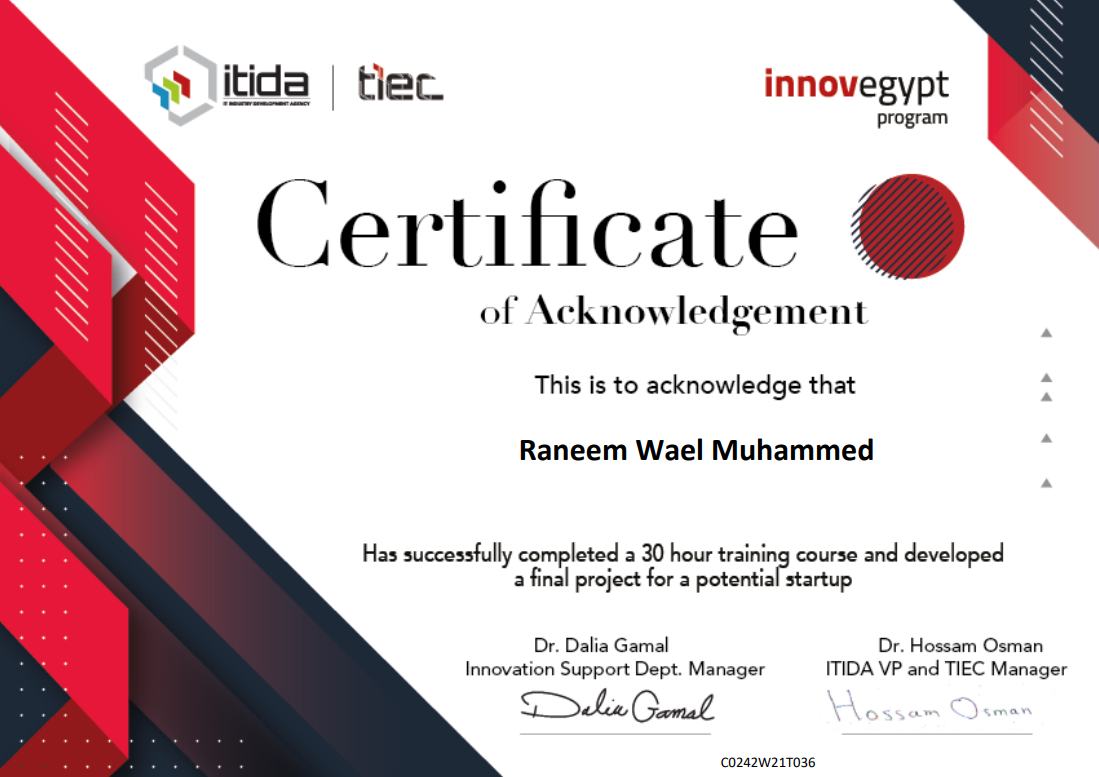 itida
IT INDUSTRY DEVELOPMENT AGENCY
tiec
innovegypt
program
Certificate
of Acknowledgement
This is to acknowledge that
Raneem Wael Muhammed
Has successfully completed a 30 hour training course and developed
a final project for a potential startup
Dr. Dalia Gamal
Innovation Support Dept. Manager
Dalia Gamal
Dr. Hossam Osman
ITIDA VP and TIEC Manager
Hossam Osman
C0242W21T036